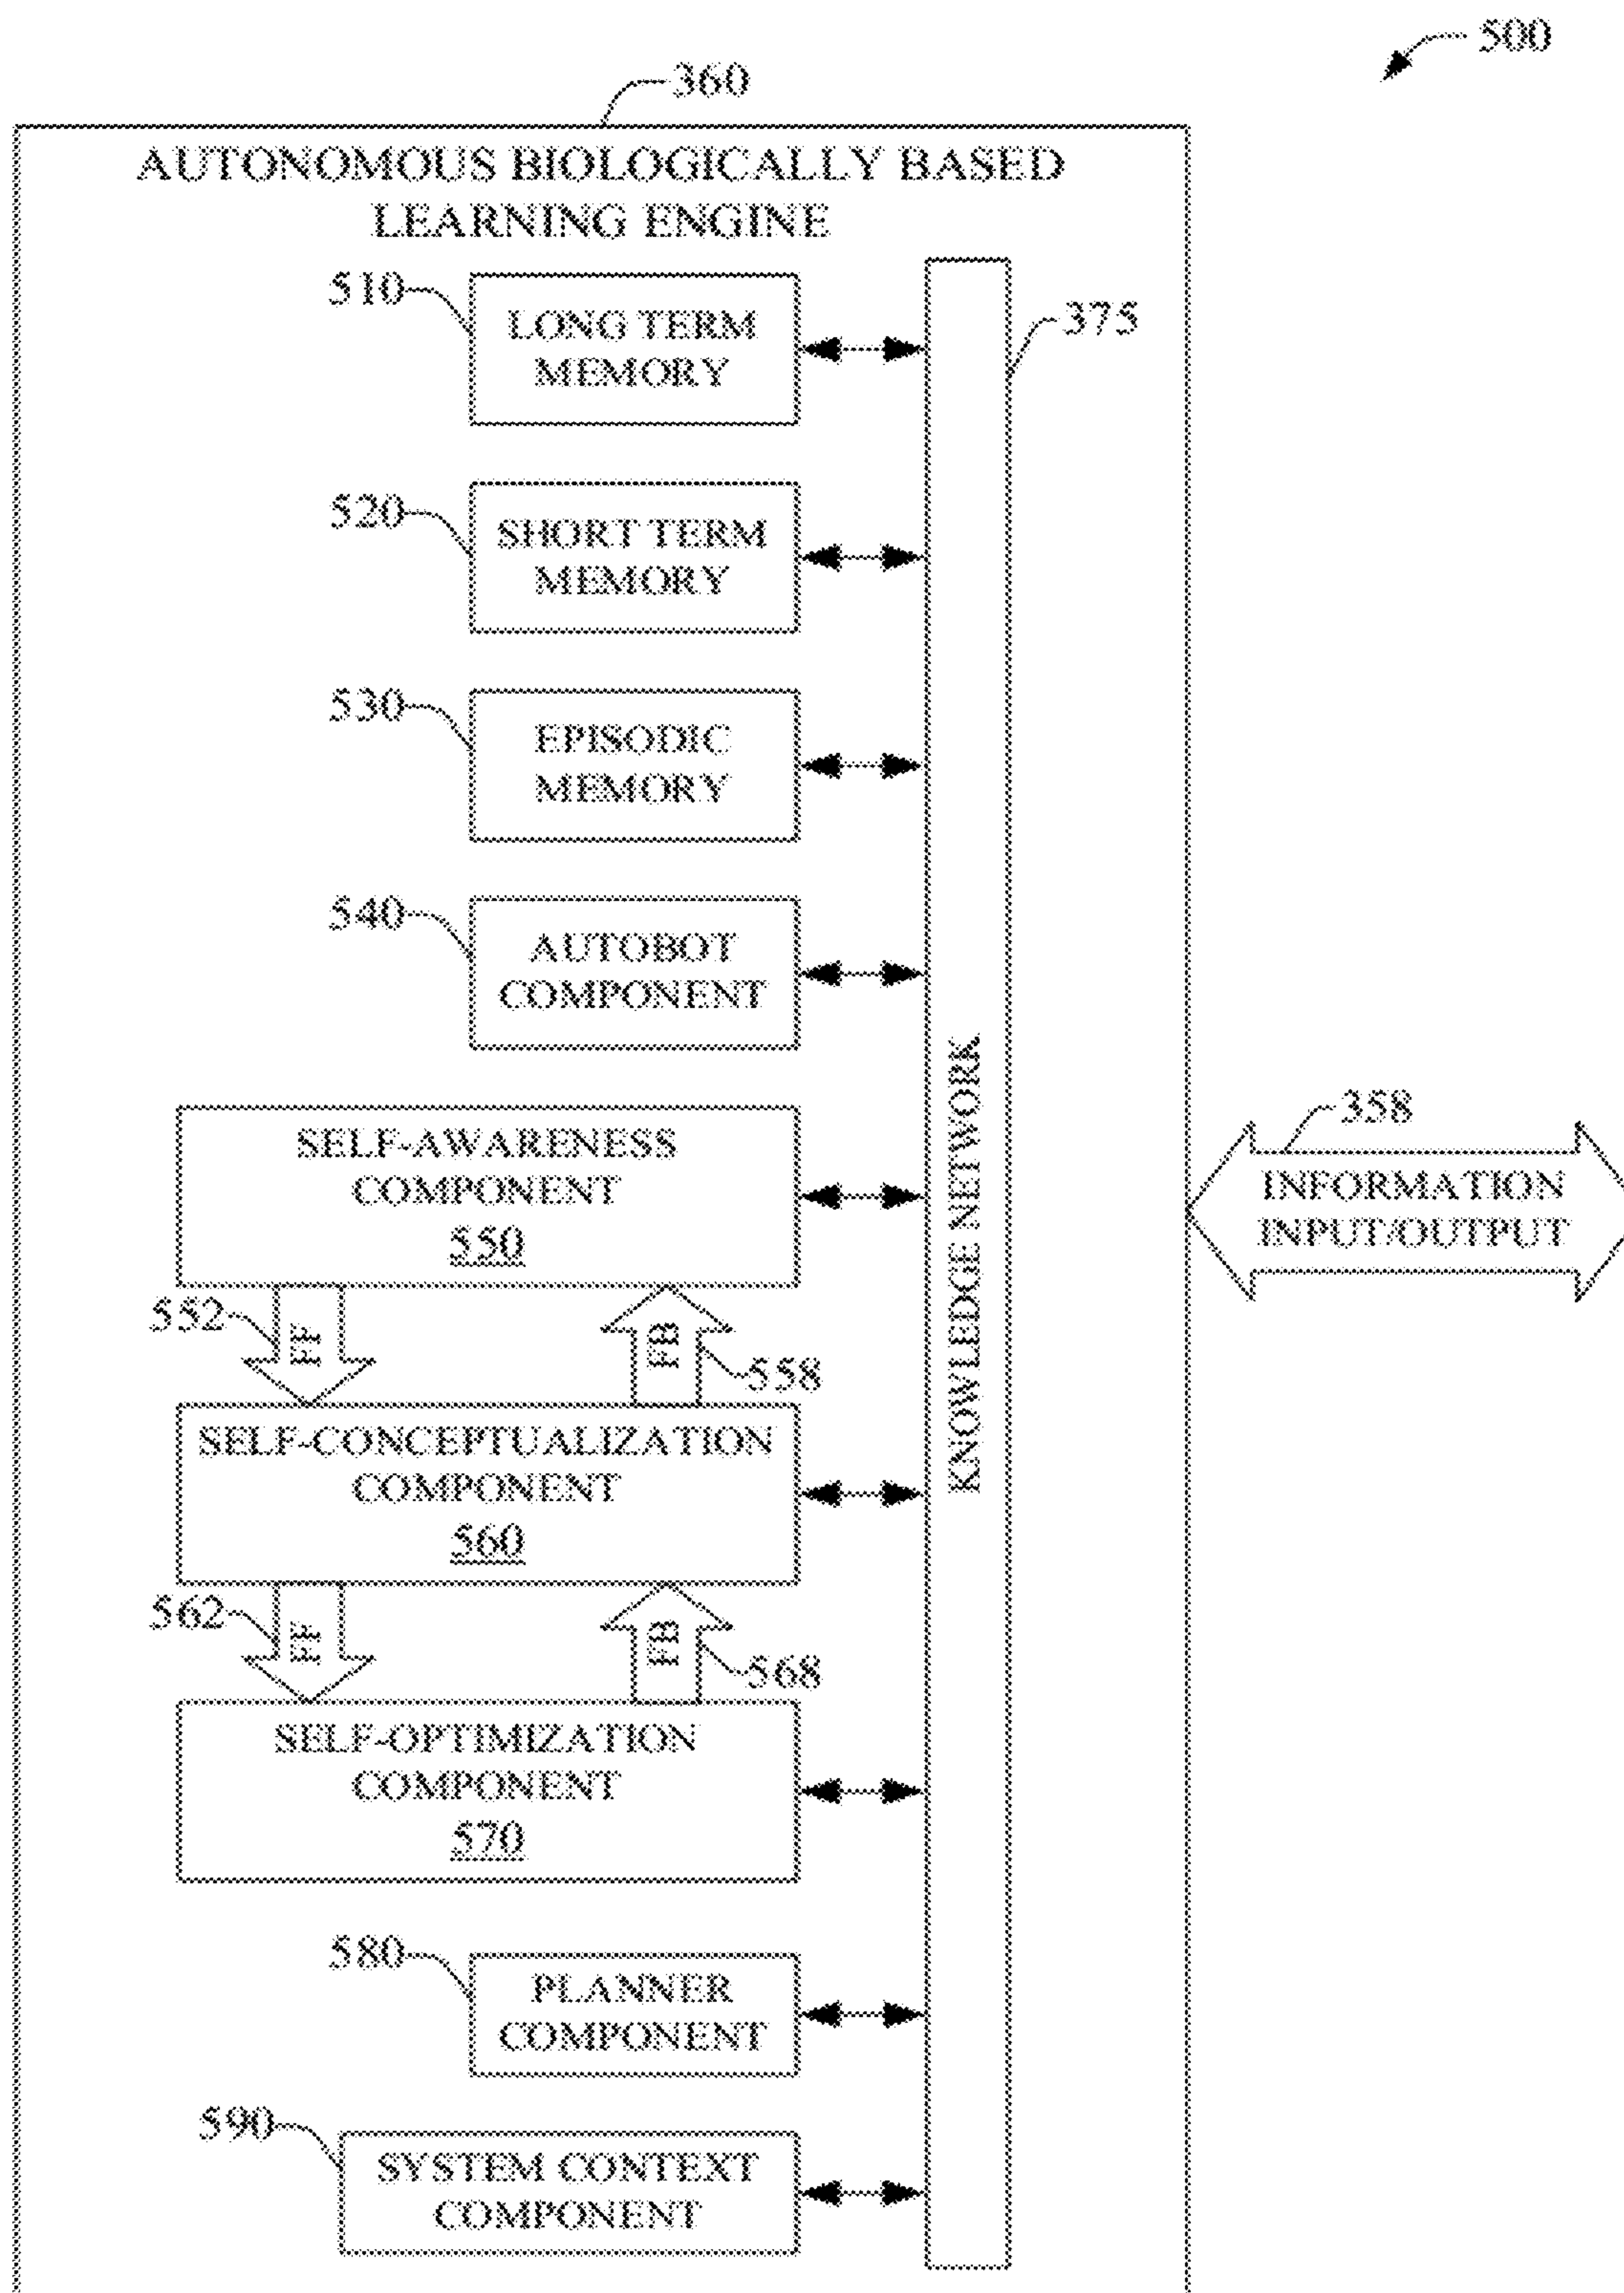 500
360
AUTONOMOUS BIOLOGICALLY BASED
LEARNING ENGINE
510
LONG TERM
MEMORY
375
520
SHORT TERM
MEMORY
530
EPISODIC
MEMORY
540
AUTOBOT
COMPONENT
KNOWLEDGE NETWORK
358
INFORMATION
INPUT/OUTPUT
SELF-AWARENESS
COMPONENT
550
552
FF
FB
558
SELF-CONCEPTUALIZATION
COMPONENT
560
562
FF
FB
568
SELF-OPTIMIZATION
COMPONENT
570
580
PLANNER
COMPONENT
590
SYSTEM CONTEXT
COMPONENT